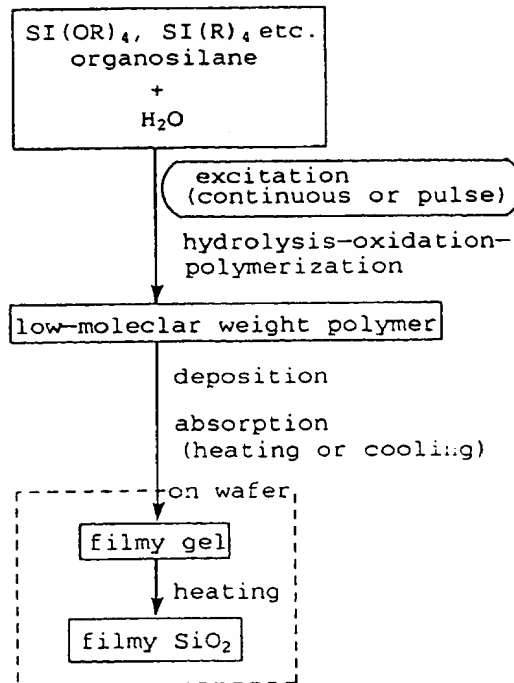 SI(OR)₄, SI(R)₄ etc.
organosilane
+
H₂O
excitation
(continuous or pulse)
hydrolysis-oxidation-
polymerization
low-moleclar weight polymer
deposition
absorption
(heating or cooling)
on wafer
filmy gel
heating
filmy SiO₂